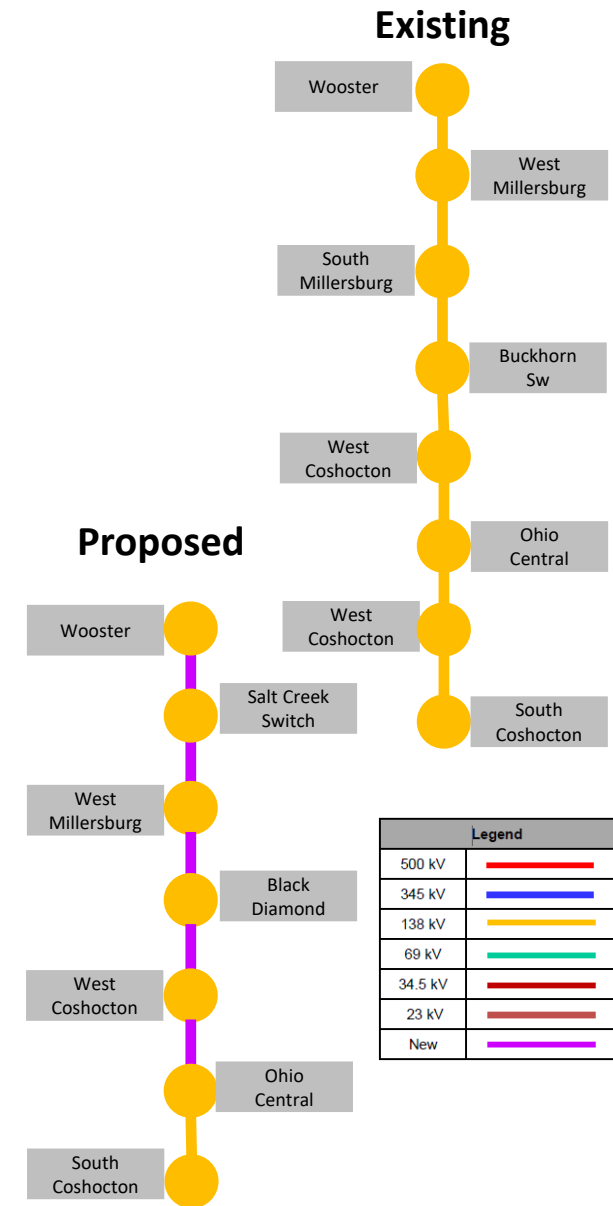 Existing
Wooster
West
Millersburg
South
Millersburg
Buckhorn
Sw
West
Coshocton
Ohio
Central
West
Coshocton
South
Coshocton
Proposed
Wooster
Salt Creek
Switch
West
Millersburg
Black
Diamond
West
Coshocton
Ohio
Central
South
Coshocton
Legend
500 kV
345 kV
138 kV
69 kV
34.5 kV
23 kV
New